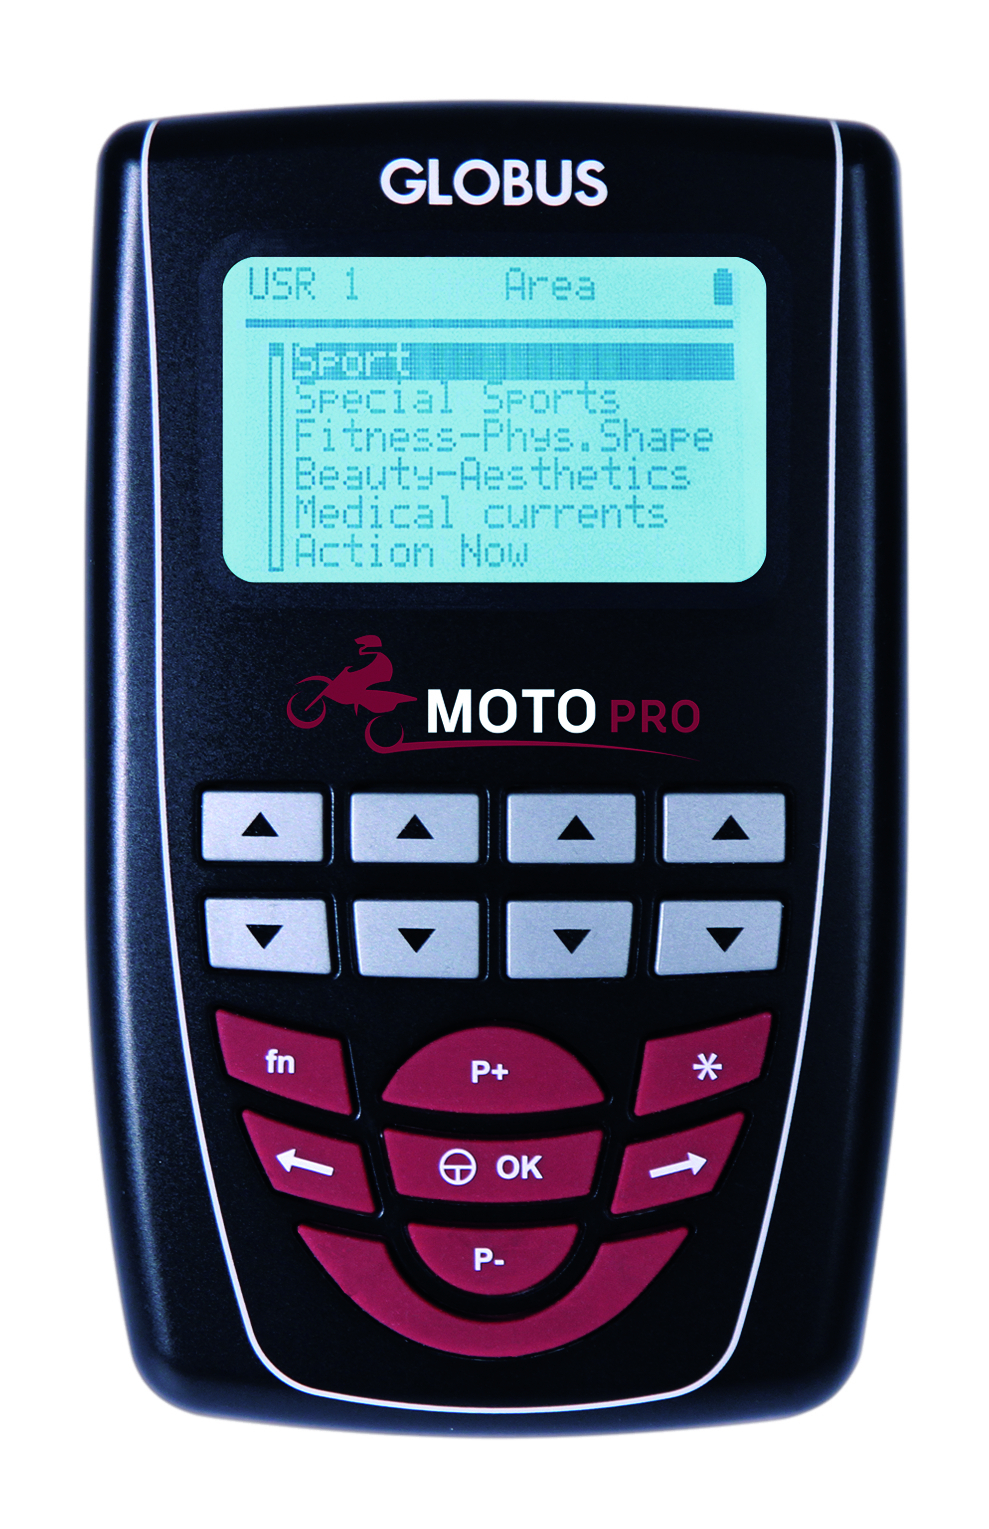 GLOBUS
USR 1 Area
Sport
Special Sports
Fitness-Phys.Shape
Beauty-Aesthetics
Medical currents
Action Now
MOTO PRO
fn P+ *
← OK →
P-